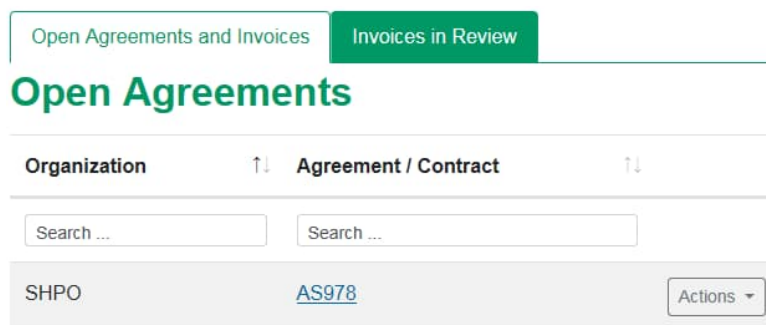 Open Agreements and Invoices Invoices in Review
Open Agreements
Organization Agreement / Contract
Search ... Search ...
SHPO AS978 Actions